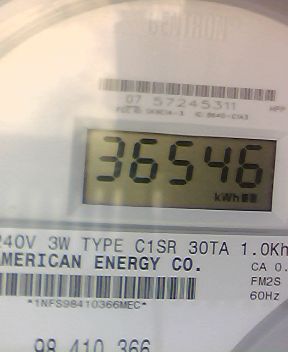 07 57245311
36546
kWh
240V 3W TYPE C1SR 30TA 1.0Kh
AMERICAN ENERGY CO.
CA 0.
FM2S
60Hz
*1NFS98410366MEC*
98 410 366